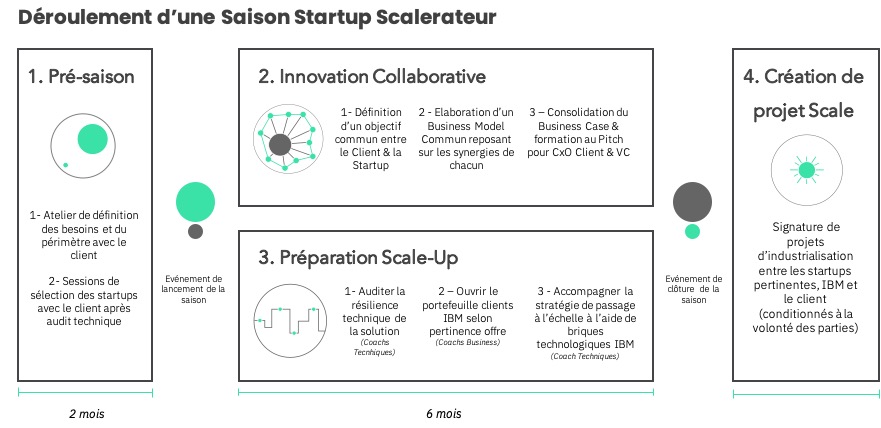 Déroulement d'une Saison Startup Scalerateur
1. Pré-saison
1- Atelier de définition
des besoins et du
périmètre avec le
client
2- Sessions de
sélection des startups
avec le client après
audit technique
2 mois
Evénement de
lancement de la
saison
2. Innovation Collaborative
1- Définition
d'un objectif
commun entre
le Client & la
Startup
2 - Elaboration d'un
Business Model
Commun reposant
sur les synergies de
chacun
3 – Consolidation du
Business Case &
formation au Pitch
pour CxO Client & VC
3. Préparation Scale-Up
1- Auditer la
résilience
technique de
la solution
(Coachs
Tecnhiques)
2 – Ouvrir le
portefeuille clients
IBM selon
pertinence offre
(Coachs Business)
3 - Accompagner la
stratégie de passage
à l'échelle à l'aide de
briques
technologiques IBM
(Coach Techniques)
6 mois
Evénement de
clôture de la
saison
4. Création de
projet Scale
Signature de
projets
d'industrialisation
entre les startups
pertinentes, IBM et
le client
(conditionnés à la
volonté des parties)